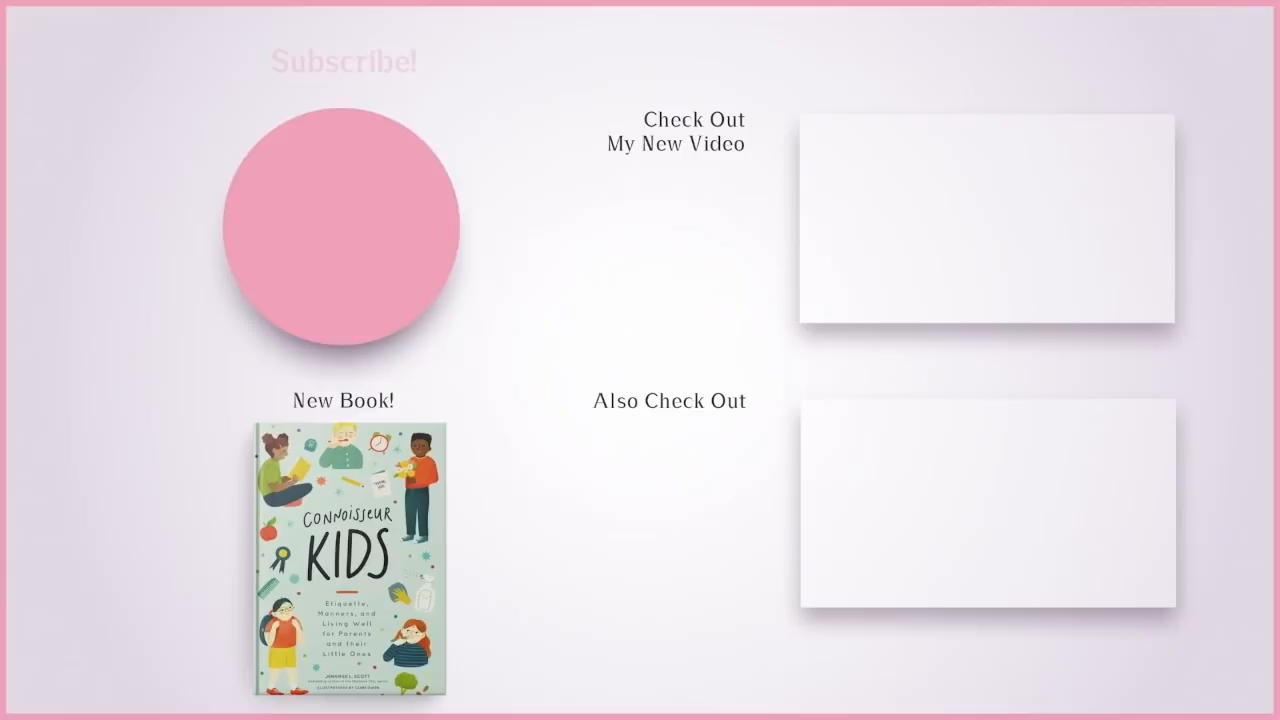 Subscribe!
Check Out
My New Video
New Book!
Also Check Out
CONNOISSEUR
KIDS
Etiquette,
Manners, and
Living Well
for Parents
and their
Little Ones
JENNIFER L. SCOTT